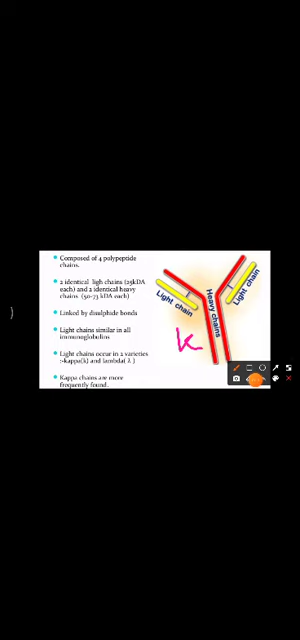 Composed of 4 polypeptide
chains.
2 identical ligh chains (25kDA
each) and 2 identical heavy
chains (50-73 kDA each)
Linked by disulphide bonds
Light chains similar in all
immunoglobulins
Light chains occur in 2 varieties
:-kappa(k) and lambda( λ )
Kappa chains are more
frequently found.
Light chain
Heavy chains
Light chain
K